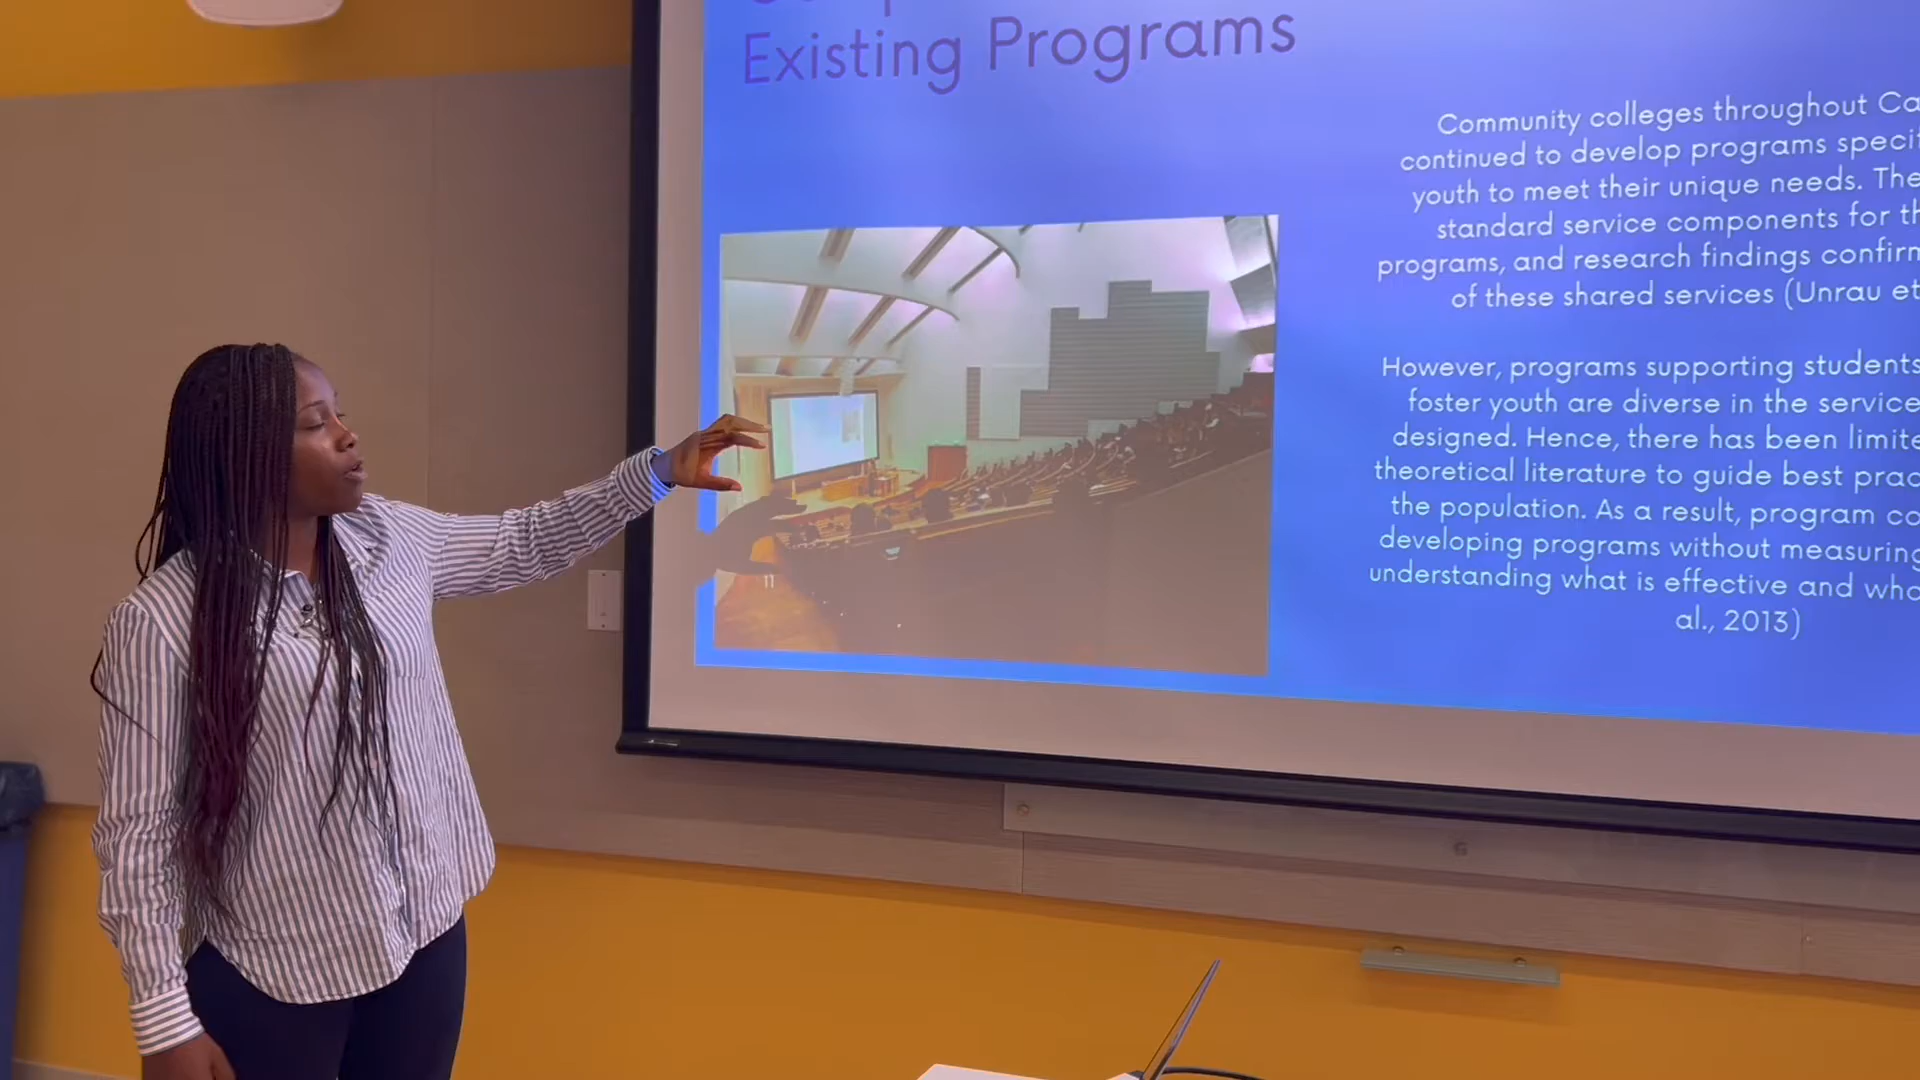 Existing Programs
Community colleges throughout Ca
continued to develop programs speci
youth to meet their unique needs. The
standard service components for th
programs, and research findings confirm
of these shared services (Unrau et
However, programs supporting students
foster youth are diverse in the service
designed. Hence, there has been limite
theoretical literature to guide best prac
the population. As a result, program co
developing programs without measuring
understanding what is effective and who
al., 2013)